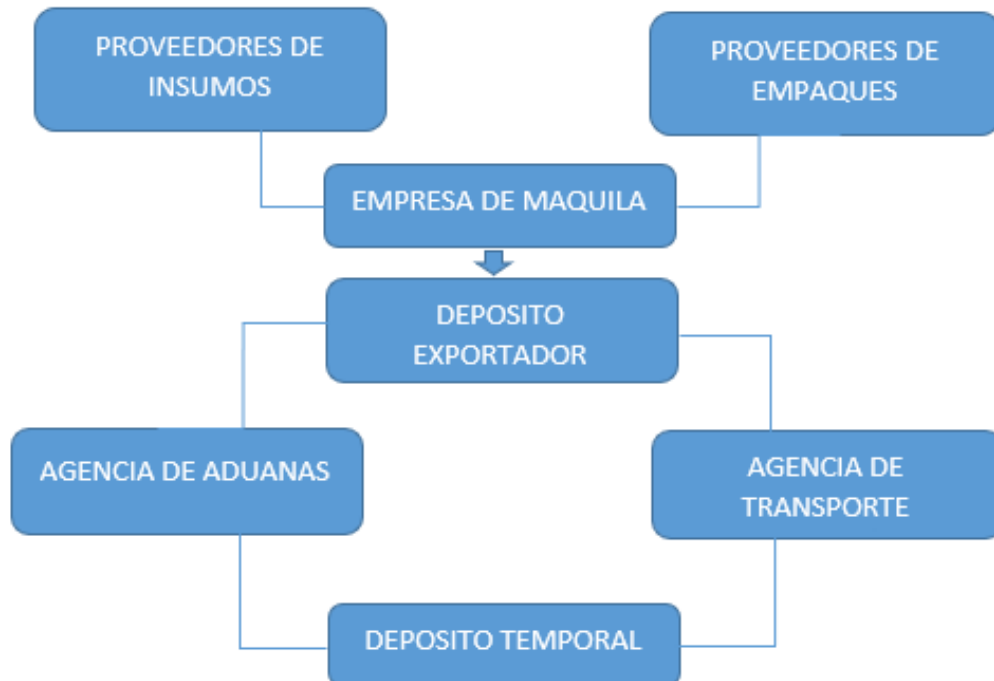 PROVEEDORES DE
INSUMOS
PROVEEDORES DE
EMPAQUES
EMPRESA DE MAQUILA
DEPOSITO
EXPORTADOR
AGENCIA DE ADUANAS
AGENCIA DE
TRANSPORTE
DEPOSITO TEMPORAL